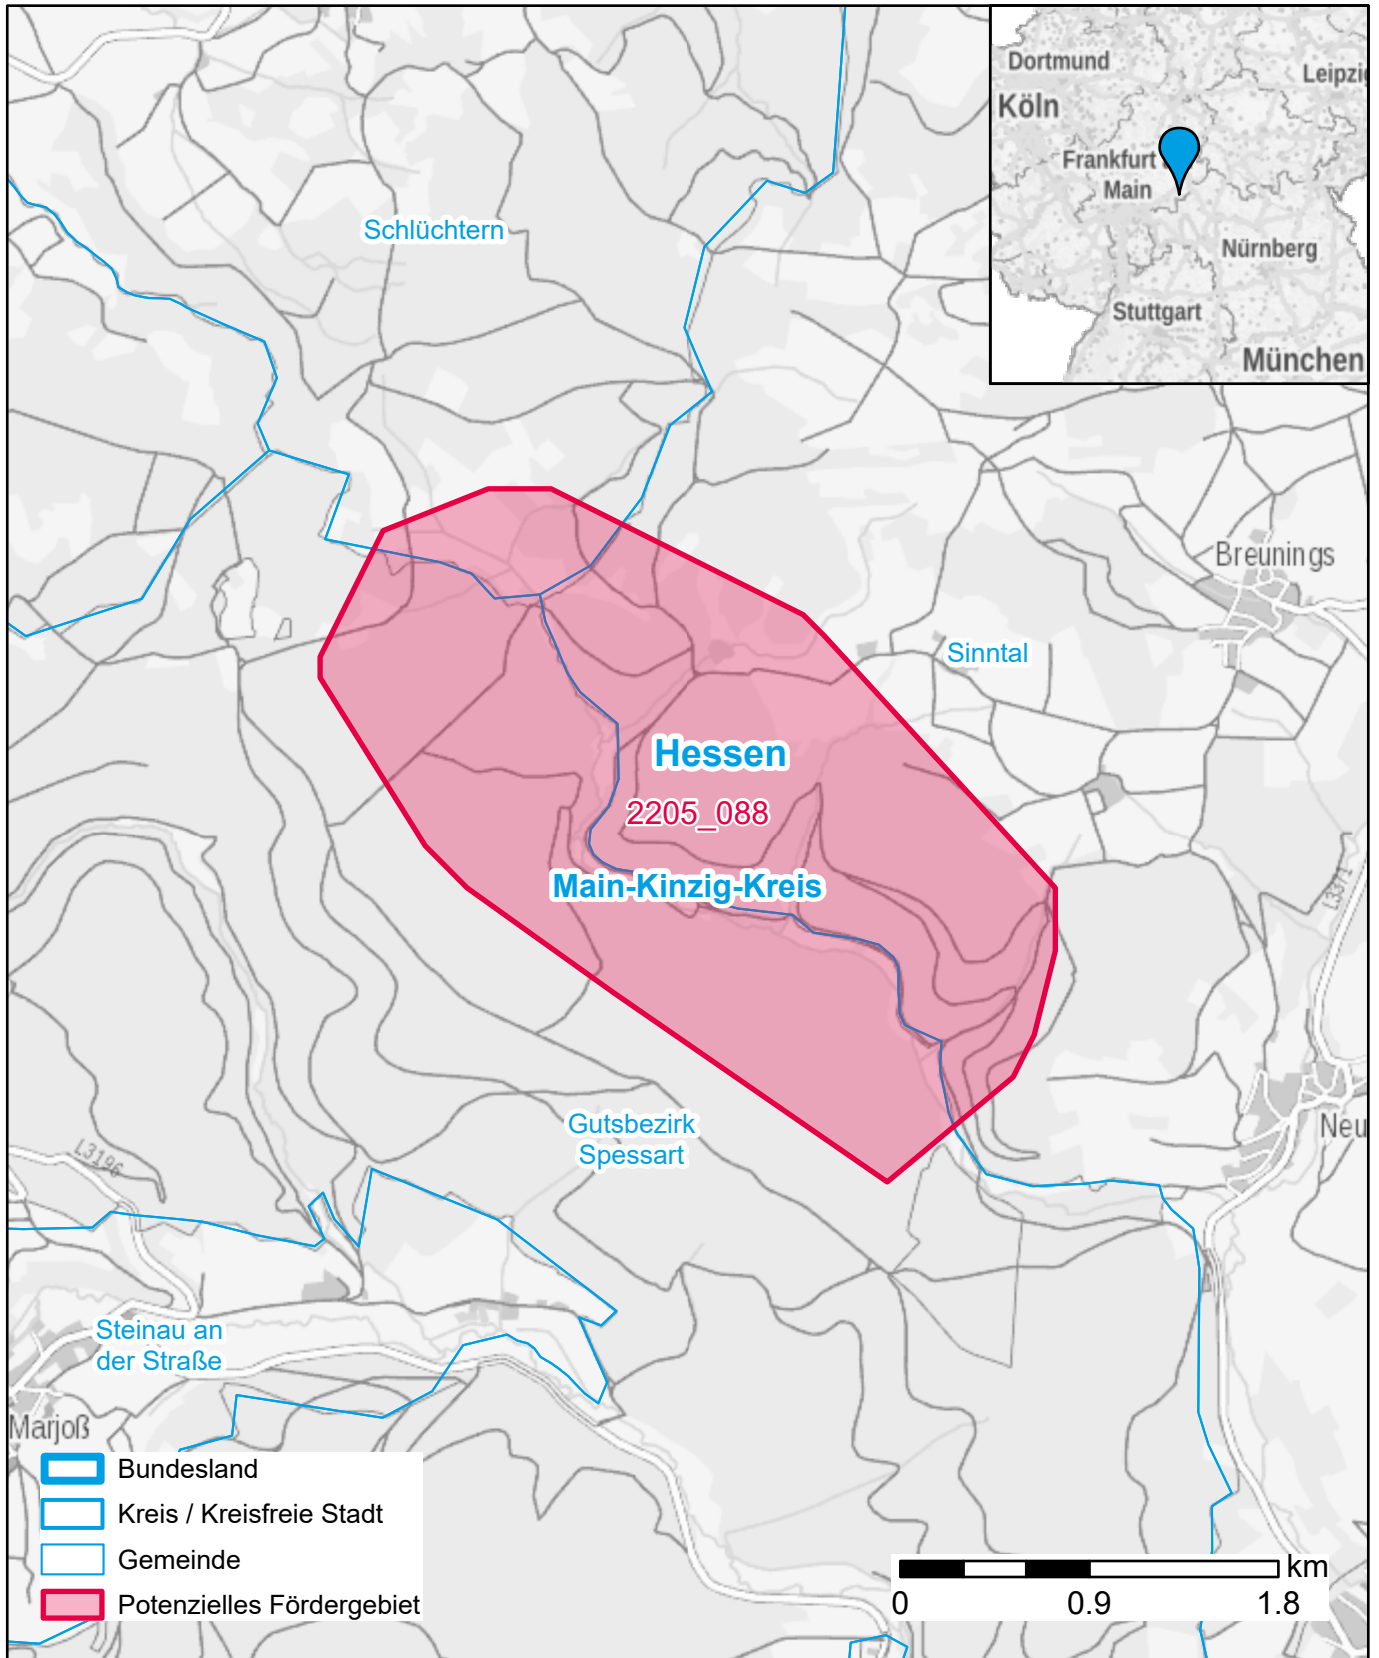 Dortmund
Leipzi
Köln
Frankfurt
Main
Nürnberg
Stuttgart
München
Schlüchtern
Breunings
Sinntal
Hessen
2205_088
Main-Kinzig-Kreis
L3371
Neu
Gutsbezirk
Spessart
L3196
Steinau an
der Straße
Marjoß
Bundesland
Kreis / Kreisfreie Stadt
Gemeinde
Potenzielles Fördergebiet
km
0 0.9 1.8